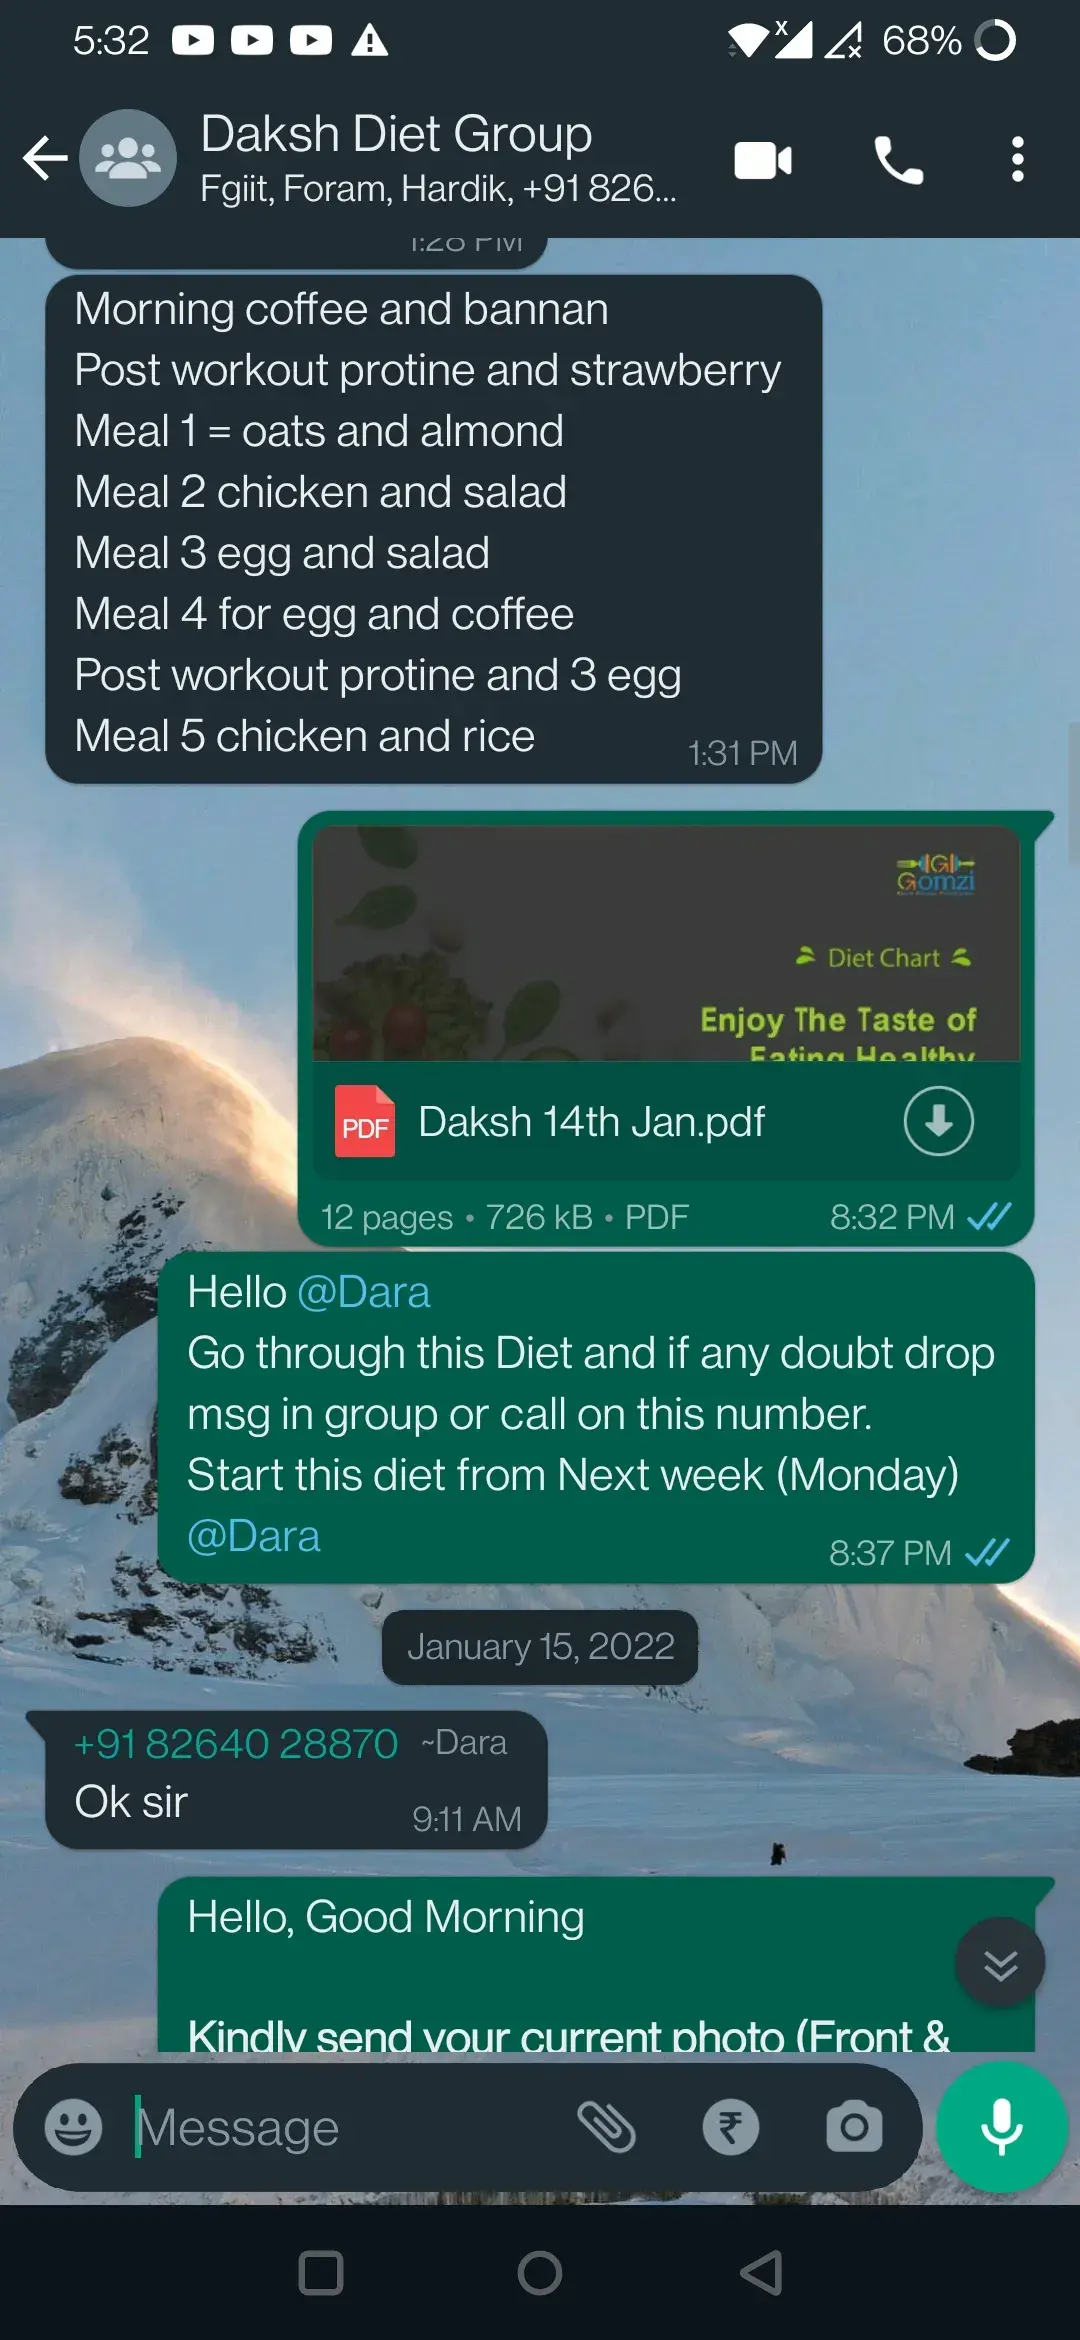 5:32
68%
Daksh Diet Group
Fgiit, Foram, Hardik, +91 826...
1:28 PM
Morning coffee and bannan
Post workout protine and strawberry
Meal 1 = oats and almond
Meal 2 chicken and salad
Meal 3 egg and salad
Meal 4 for egg and coffee
Post workout protine and 3 egg
Meal 5 chicken and rice
1:31 PM
Gomzi
Diet Chart
Enjoy The Taste of
Eating Healthy
PDF
Daksh 14th Jan.pdf
12 pages • 726 kB • PDF
8:32 PM
Hello @Dara
Go through this Diet and if any doubt drop
msg in group or call on this number.
Start this diet from Next week (Monday)
@Dara
8:37 PM
January 15, 2022
+91 82640 28870 ~Dara
Ok sir
9:11 AM
Hello, Good Morning
Kindly send your current photo (Front &
Message